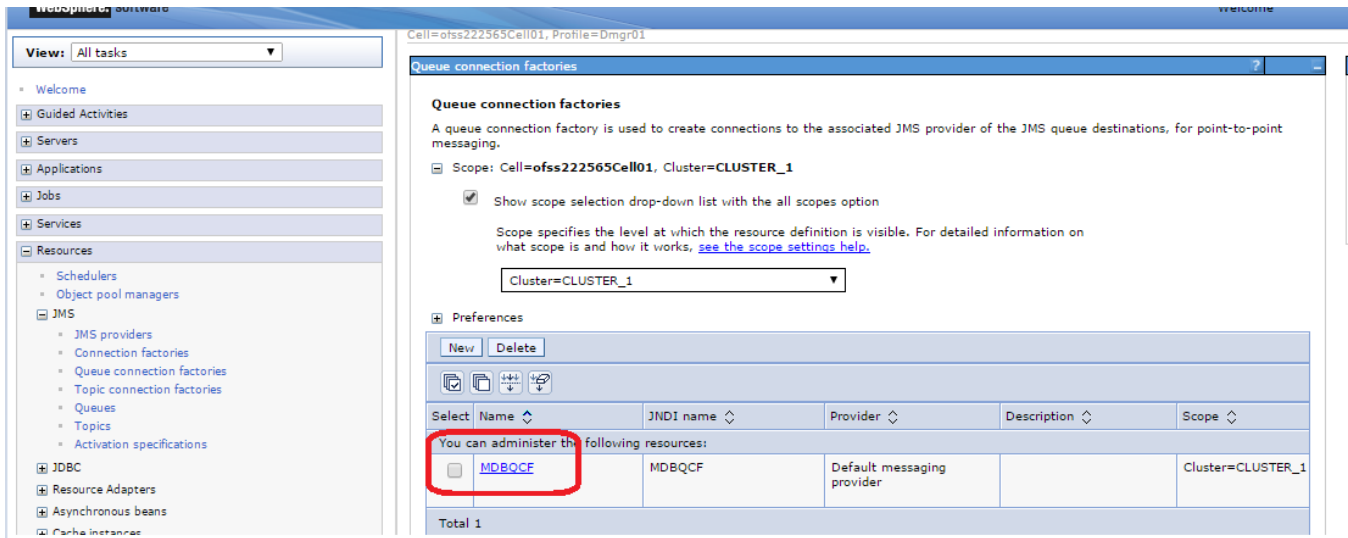 WebSphere. software
Welcome
View: All tasks
Cell=ofss222565Cell01, Profile=Dmgr01
Queue connection factories
?
Welcome
Guided Activities
Servers
Applications
Jobs
Services
Resources
Schedulers
Object pool managers
JMS
JMS providers
Connection factories
Queue connection factories
Topic connection factories
Queues
Topics
Activation specifications
JDBC
Resource Adapters
Asynchronous beans
Cache instances
Queue connection factories
A queue connection factory is used to create connections to the associated JMS provider of the JMS queue destinations, for point-to-point
messaging.
Scope: Cell=ofss222565Cell01, Cluster=CLUSTER_1
Show scope selection drop-down list with the all scopes option
Scope specifies the level at which the resource definition is visible. For detailed information on
what scope is and how it works, see the scope settings help.
Cluster=CLUSTER_1
Preferences
New Delete
Select Name JNDI name Provider Description Scope
You can administer the following resources:
MDBQCF MDBQCF Default messaging Cluster=CLUSTER_1
provider
Total 1